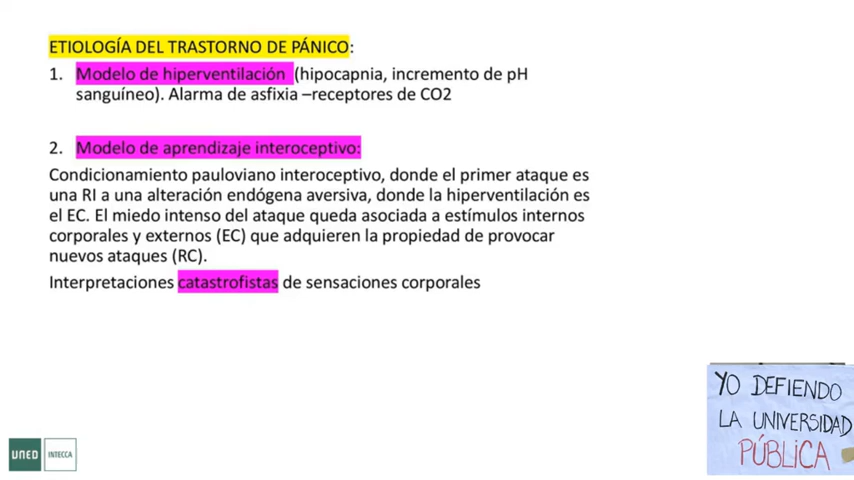 ETIOLOGÍA DEL TRASTORNO DE PÁNICO:
1. Modelo de hiperventilación (hipocapnia, incremento de pH
sanguíneo). Alarma de asfixia –receptores de CO2
2. Modelo de aprendizaje interoceptivo:
Condicionamiento pauloviano interoceptivo, donde el primer ataque es
una RI a una alteración endógena aversiva, donde la hiperventilación es
el EC. El miedo intenso del ataque queda asociada a estímulos internos
corporales y externos (EC) que adquieren la propiedad de provocar
nuevos ataques (RC).
Interpretaciones catastrofistas de sensaciones corporales
YO DEFIENDO
LA UNIVERSIDAD
PÚBLICA
UNED INTECCA